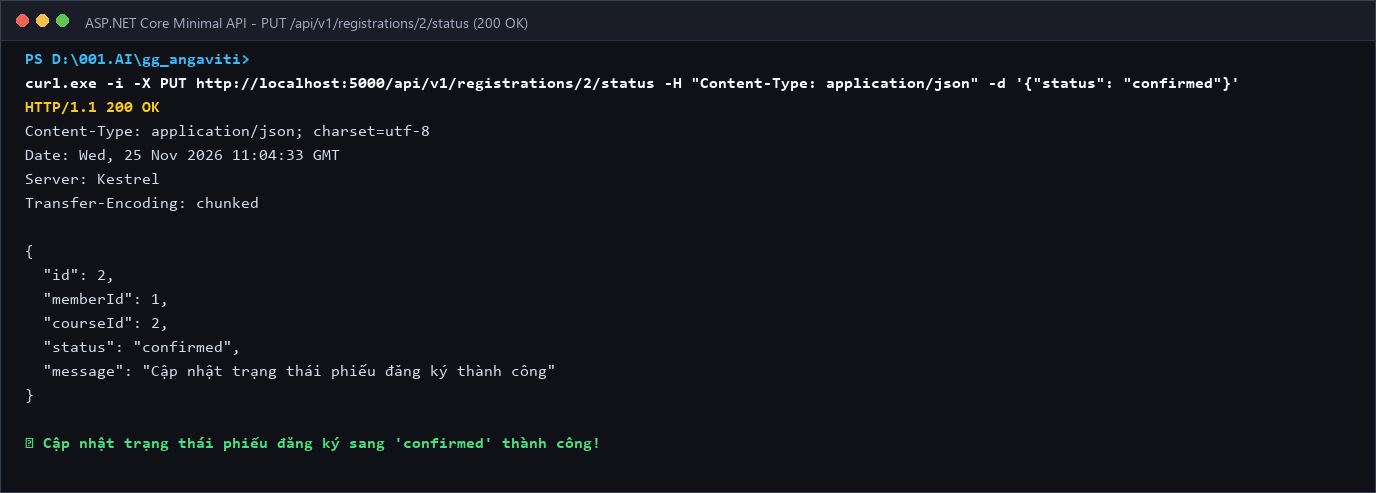 ASP.NET Core Minimal API - PUT /api/v1/registrations/2/status (200 OK)
PS D:\001.AI\gg_angaviti>
curl.exe -i -X PUT http://localhost:5000/api/v1/registrations/2/status -H "Content-Type: application/json" -d '{"status": "confirmed"}'
HTTP/1.1 200 OK
Content-Type: application/json; charset=utf-8
Date: Wed, 25 Nov 2026 11:04:33 GMT
Server: Kestrel
Transfer-Encoding: chunked
{
  "id": 2,
  "memberId": 1,
  "courseId": 2,
  "status": "confirmed",
  "message": "Cập nhật trạng thái phiếu đăng ký thành công"
}
Cập nhật trạng thái phiếu đăng ký sang 'confirmed' thành công!